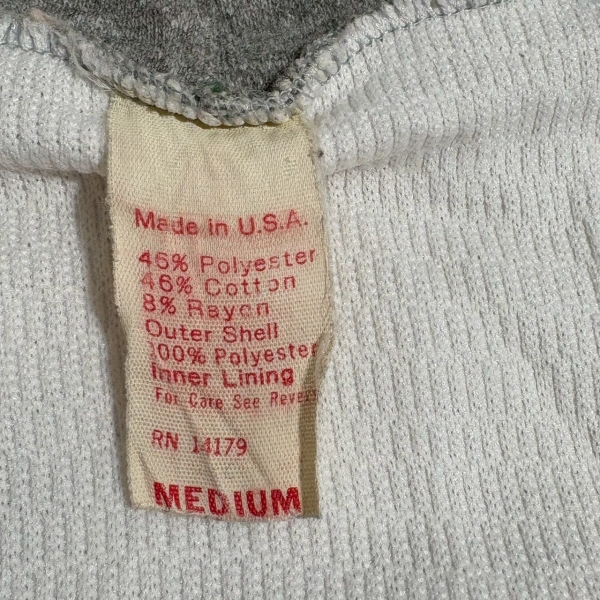 Made in U.S.A.
46% Polyester
46% Cotton
8% Rayon
Outer Shell
100% Polyester
Inner Lining
For Care See Revers
RN 14179
MEDIUM